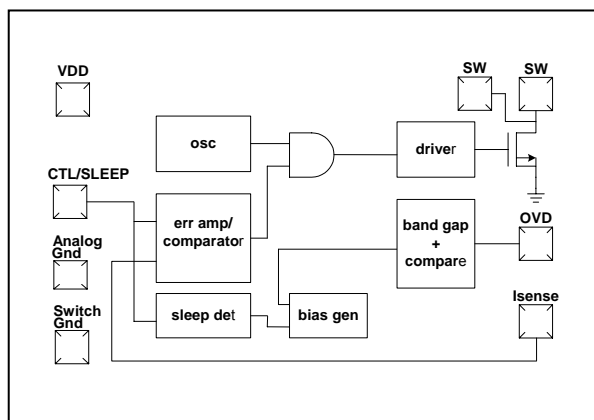 VDD
SW
SW
osc
driver
CTL/SLEEP
err amp/
comparator
band gap
+
compare
OVD
Analog
Gnd
Isense
Switch
Gnd
sleep det
bias gen